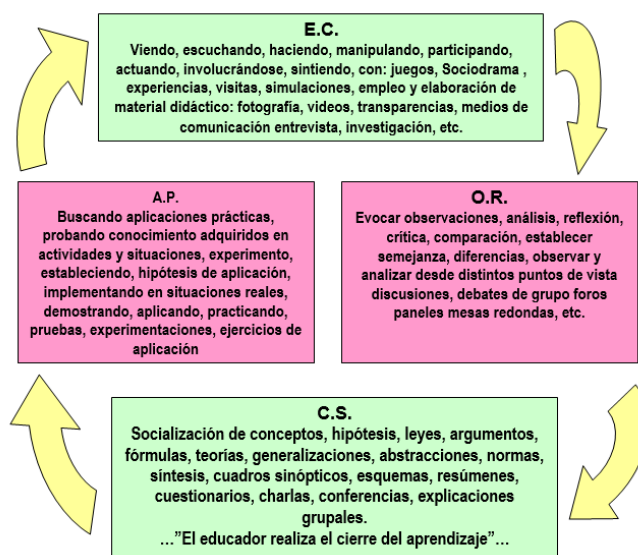 E.C.
Viendo, escuchando, haciendo, manipulando, participando,
actuando, involucrándose, sintiendo, con: juegos, Sociodrama ,
experiencias, visitas, simulaciones, empleo y elaboración de
material didáctico: fotografía, videos, transparencias, medios de
comunicación entrevista, investigación, etc.
A.P.
Buscando aplicaciones prácticas,
probando conocimiento adquiridos en
actividades y situaciones, experimento,
estableciendo, hipótesis de aplicación,
implementando en situaciones reales,
demostrando, aplicando, practicando,
pruebas, experimentaciones, ejercicios de
aplicación
O.R.
Evocar observaciones, análisis, reflexión,
crítica, comparación, establecer
semejanza, diferencias, observar y
analizar desde distintos puntos de vista
discusiones, debates de grupo foros
paneles mesas redondas, etc.
C.S.
Socialización de conceptos, hipótesis, leyes, argumentos,
fórmulas, teorías, generalizaciones, abstracciones, normas,
síntesis, cuadros sinópticos, esquemas, resúmenes,
cuestionarios, charlas, conferencias, explicaciones
grupales.
…”El educador realiza el cierre del aprendizaje”…